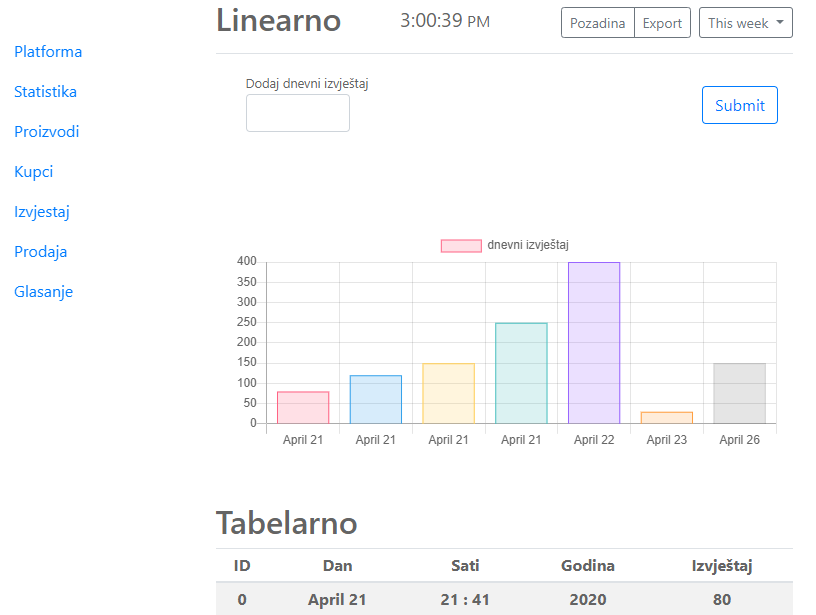 Linearno 3:00:39 PM Pozadina Export This week
Platforma
Statistika
Proizvodi
Kupci
Izvjestaj
Prodaja
Glasanje
Dodaj dnevni izvještaj
Submit
dnevni izvještaj
400
350
300
250
200
150
100
50
0
April 21 April 21 April 21 April 21 April 22 April 23 April 26
Tabelarno
ID Dan Sati Godina Izvještaj
0 April 21 21 : 41 2020 80